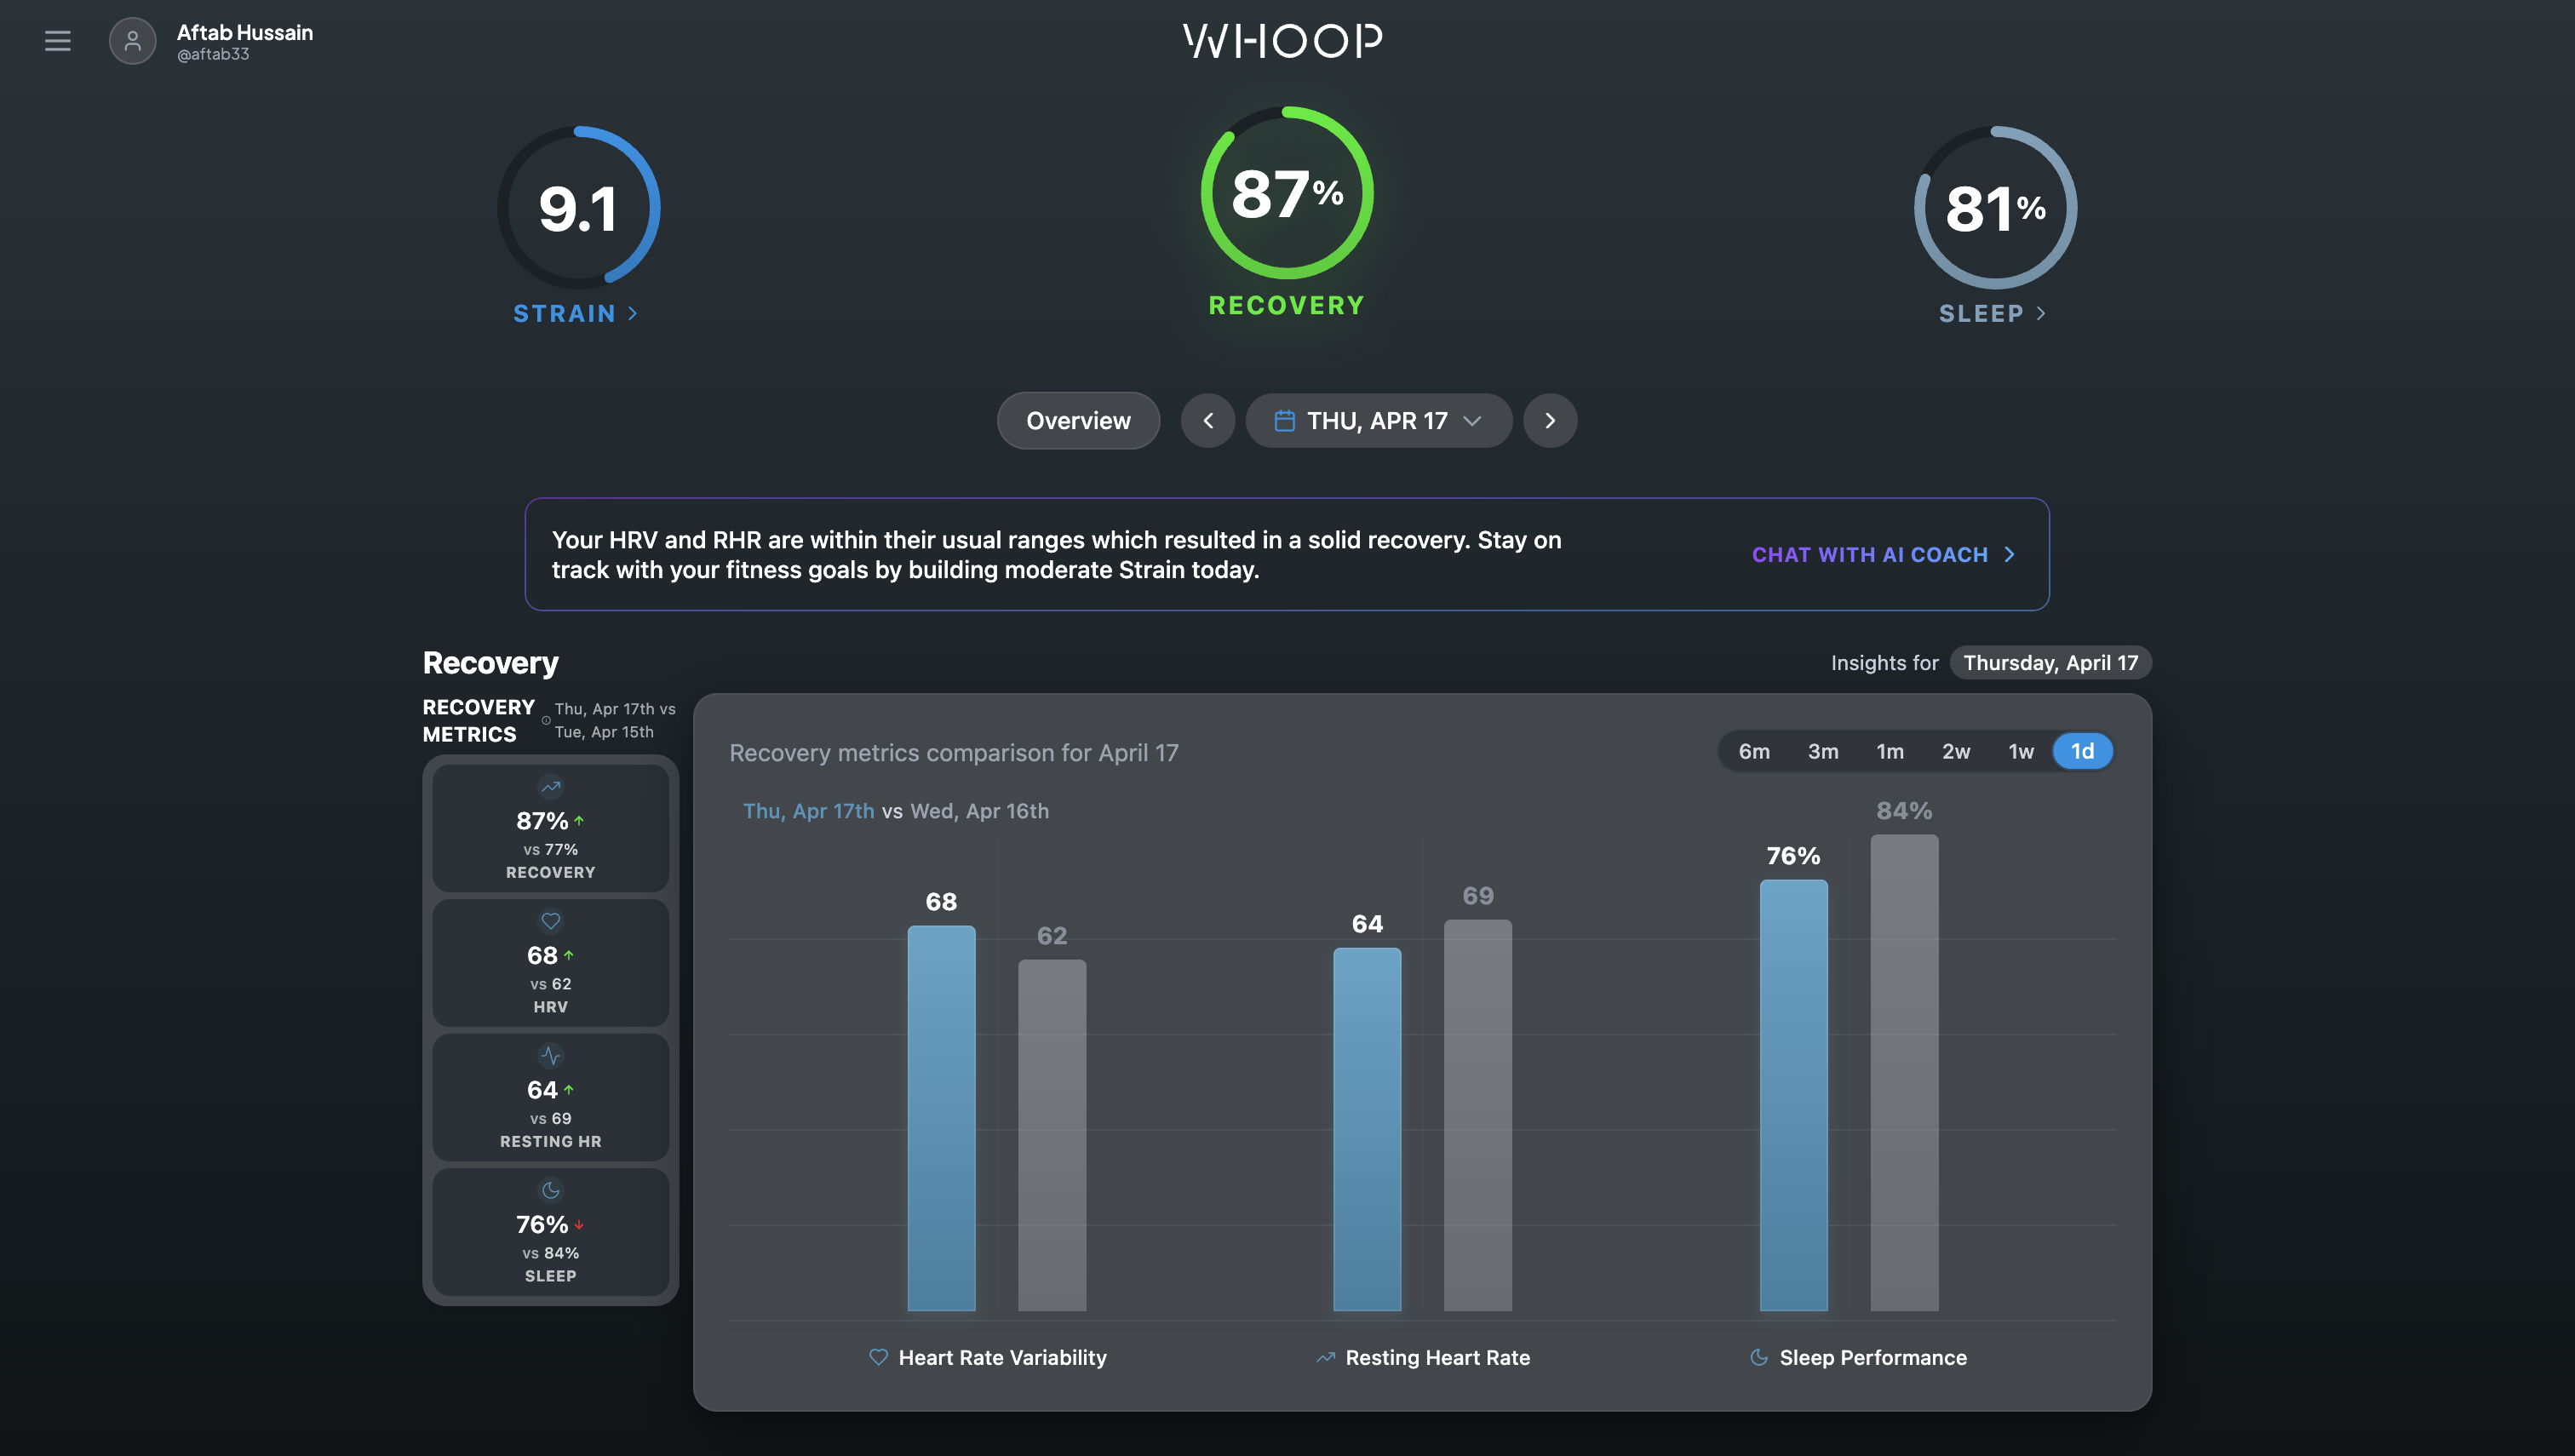 Aftab Hussain
@aftab33
WHOOP
9.1
STRAIN
87%
RECOVERY
81%
SLEEP
Overview
THU, APR 17
Your HRV and RHR are within their usual ranges which resulted in a solid recovery. Stay on
track with your fitness goals by building moderate Strain today.
CHAT WITH AI COACH
Recovery
Insights for Thursday, April 17
RECOVERY
METRICS
Thu, Apr 17th vs
Tue, Apr 15th
87%
vs 77%
RECOVERY
68
vs 62
HRV
64
vs 69
RESTING HR
76%
vs 84%
SLEEP
Recovery metrics comparison for April 17
6m 3m 1m 2w 1w 1d
Thu, Apr 17th vs Wed, Apr 16th
68
62
64
69
76%
84%
Heart Rate Variability
Resting Heart Rate
Sleep Performance